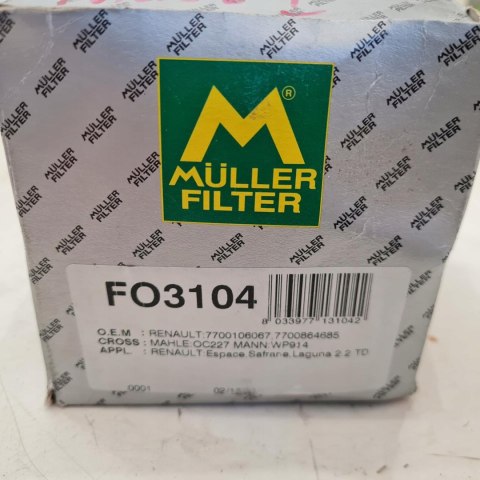 MÜLLER
FILTER
®
FO3104
8 033977 131042
O.E.M : RENAULT:7700106067,7700864685
CROSS : MAHLE:OC227 MANN:WP914
APPL. : RENAULT:Espace,Safrane,Laguna 2.2 TD
0001